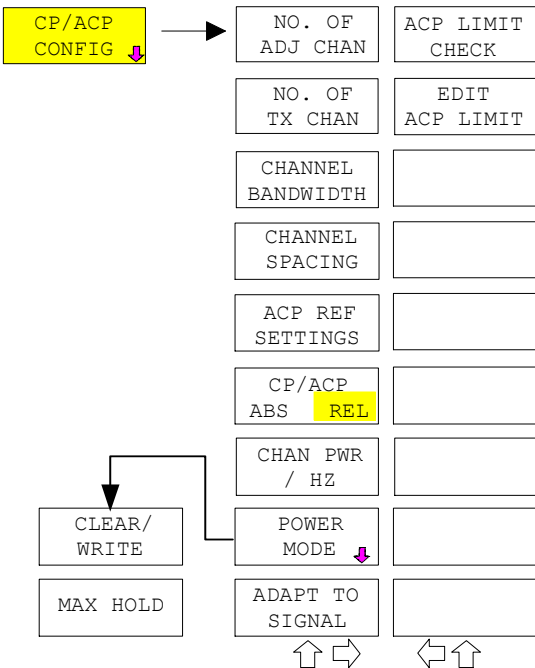 CP/ACP
CONFIG
NO. OF
ADJ CHAN
ACP LIMIT
CHECK
NO. OF
TX CHAN
EDIT
ACP LIMIT
CHANNEL
BANDWIDTH
CHANNEL
SPACING
ACP REF
SETTINGS
CP/ACP
ABS REL
CHAN PWR
/ HZ
CLEAR/
WRITE
POWER
MODE
MAX HOLD
ADAPT TO
SIGNAL